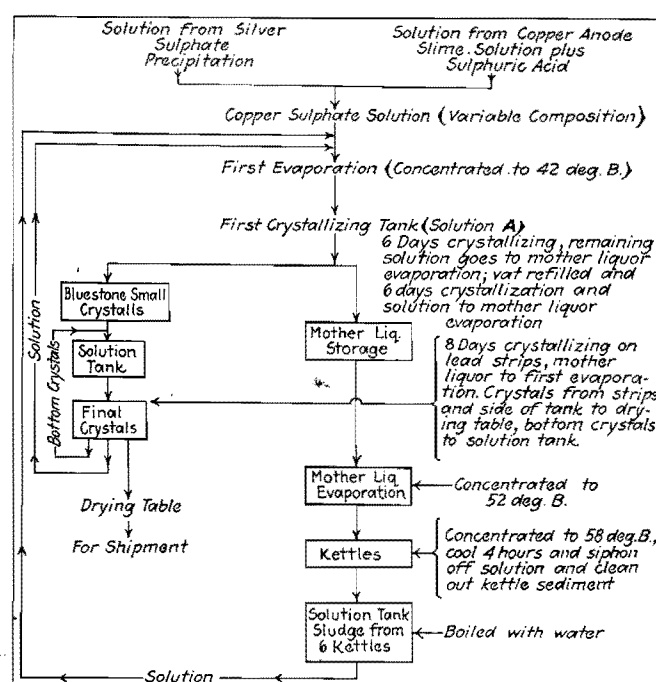 Solution from Silver
Sulphate
Precipitation
Solution from Copper Anode
Slime Solution plus
Sulphuric Acid
Copper Sulphate Solution (Variable Composition)
First Evaporation (Concentrated to 42 deg. B.)
First Crystallizing Tank (Solution A)
6 Days crystallizing, remaining
solution goes to mother liquor
evaporation; vat refilled and
6 days crystallization and
solution to mother liquor
evaporation
Bluestone Small
Crystalls
Mother Liq.
Storage
Solution
Bottom Crystals
Solution
Tank
Final
Crystals
8 Days crystallizing on
lead strips, mother
liquor to first evapora-
tion. Crystals from strips
and side of tank to dry-
ing table, bottom crystals
to solution tank.
Drying Table
For Shipment
Mother Liq
Evaporation
Concentrated to
52 deg. B.
Kettles
Concentrated to 58 deg. B.,
cool 4 hours and siphon
off solution and clean
out kettle sediment
Solution Tank
Sludge from
6 Kettles
Boiled with water
Solution